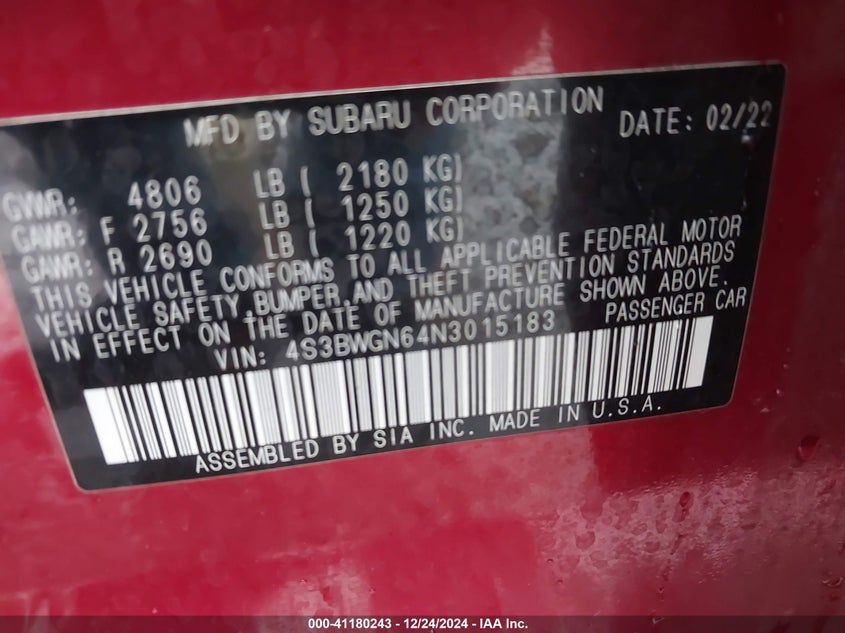 MFD BY SUBARU CORPORATION DATE: 02/22
GVWR: 4806 LB ( 2180 KG)
GAWR: F 2756 LB ( 1250 KG)
GAWR: R 2690 LB ( 1220 KG)
THIS VEHICLE CONFORMS TO ALL APPLICABLE FEDERAL MOTOR
VEHICLE SAFETY,BUMPER,AND THEFT PREVENTION STANDARDS
IN EFFECT ON THE DATE OF MANUFACTURE SHOWN ABOVE.
VIN: 4S3BWGN64N3015183 PASSENGER CAR
ASSEMBLED BY SIA INC. MADE IN U.S.A.
000-41180243 - 12/24/2024 - IAA Inc.